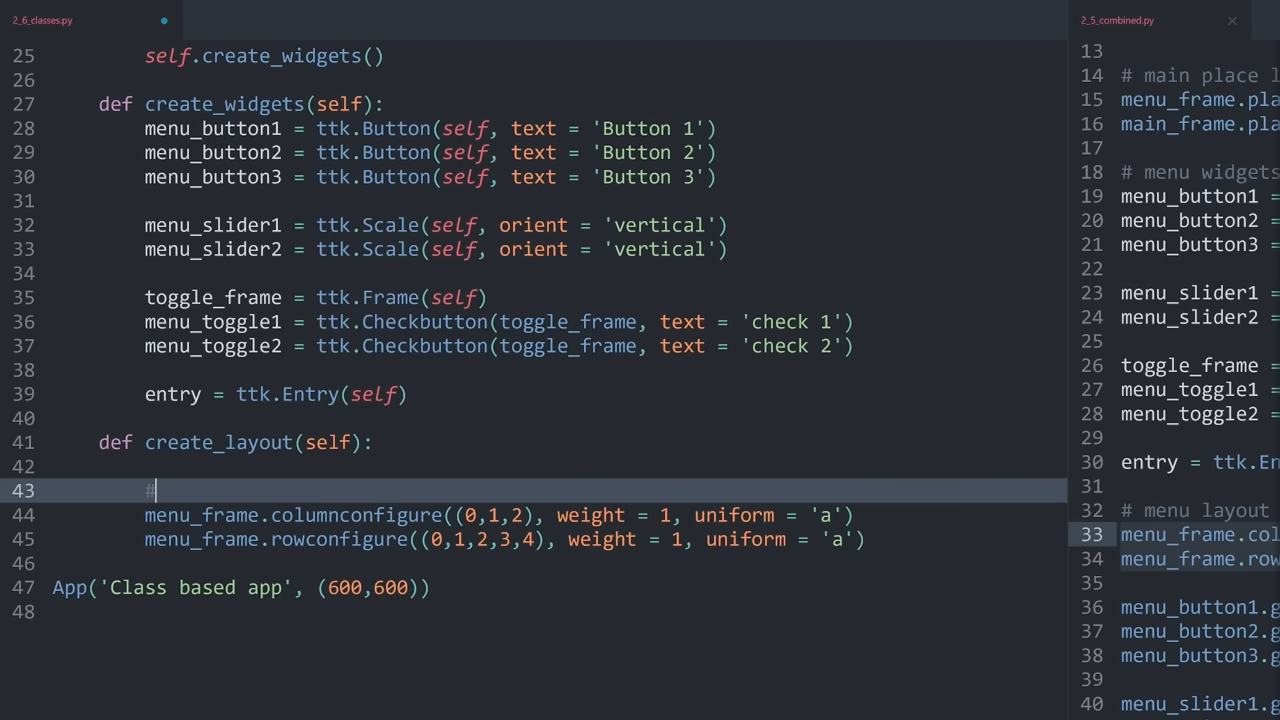 2_6_classes.py
25 self.create_widgets()
26
27 def create_widgets(self):
28 menu_button1 = ttk.Button(self, text = 'Button 1')
29 menu_button2 = ttk.Button(self, text = 'Button 2')
30 menu_button3 = ttk.Button(self, text = 'Button 3')
31
32 menu_slider1 = ttk.Scale(self, orient = 'vertical')
33 menu_slider2 = ttk.Scale(self, orient = 'vertical')
34
35 toggle_frame = ttk.Frame(self)
36 menu_toggle1 = ttk.Checkbutton(toggle_frame, text = 'check 1')
37 menu_toggle2 = ttk.Checkbutton(toggle_frame, text = 'check 2')
38
39 entry = ttk.Entry(self)
40
41 def create_layout(self):
42
43 #
44 menu_frame.columnconfigure((0,1,2), weight = 1, uniform = 'a')
45 menu_frame.rowconfigure((0,1,2,3,4), weight = 1, uniform = 'a')
46
47 App('Class based app', (600,600))
48
2_5_combined.py
13
14 # main place l
15 menu_frame.pla
16 main_frame.pla
17
18 # menu widgets
19 menu_button1 =
20 menu_button2 =
21 menu_button3 =
22
23 menu_slider1 =
24 menu_slider2 =
25
26 toggle_frame =
27 menu_toggle1 =
28 menu_toggle2 =
29
30 entry = ttk.En
31
32 # menu layout
33 menu_frame.col
34 menu_frame.row
35
36 menu_button1.g
37 menu_button2.g
38 menu_button3.g
39
40 menu_slider1.g